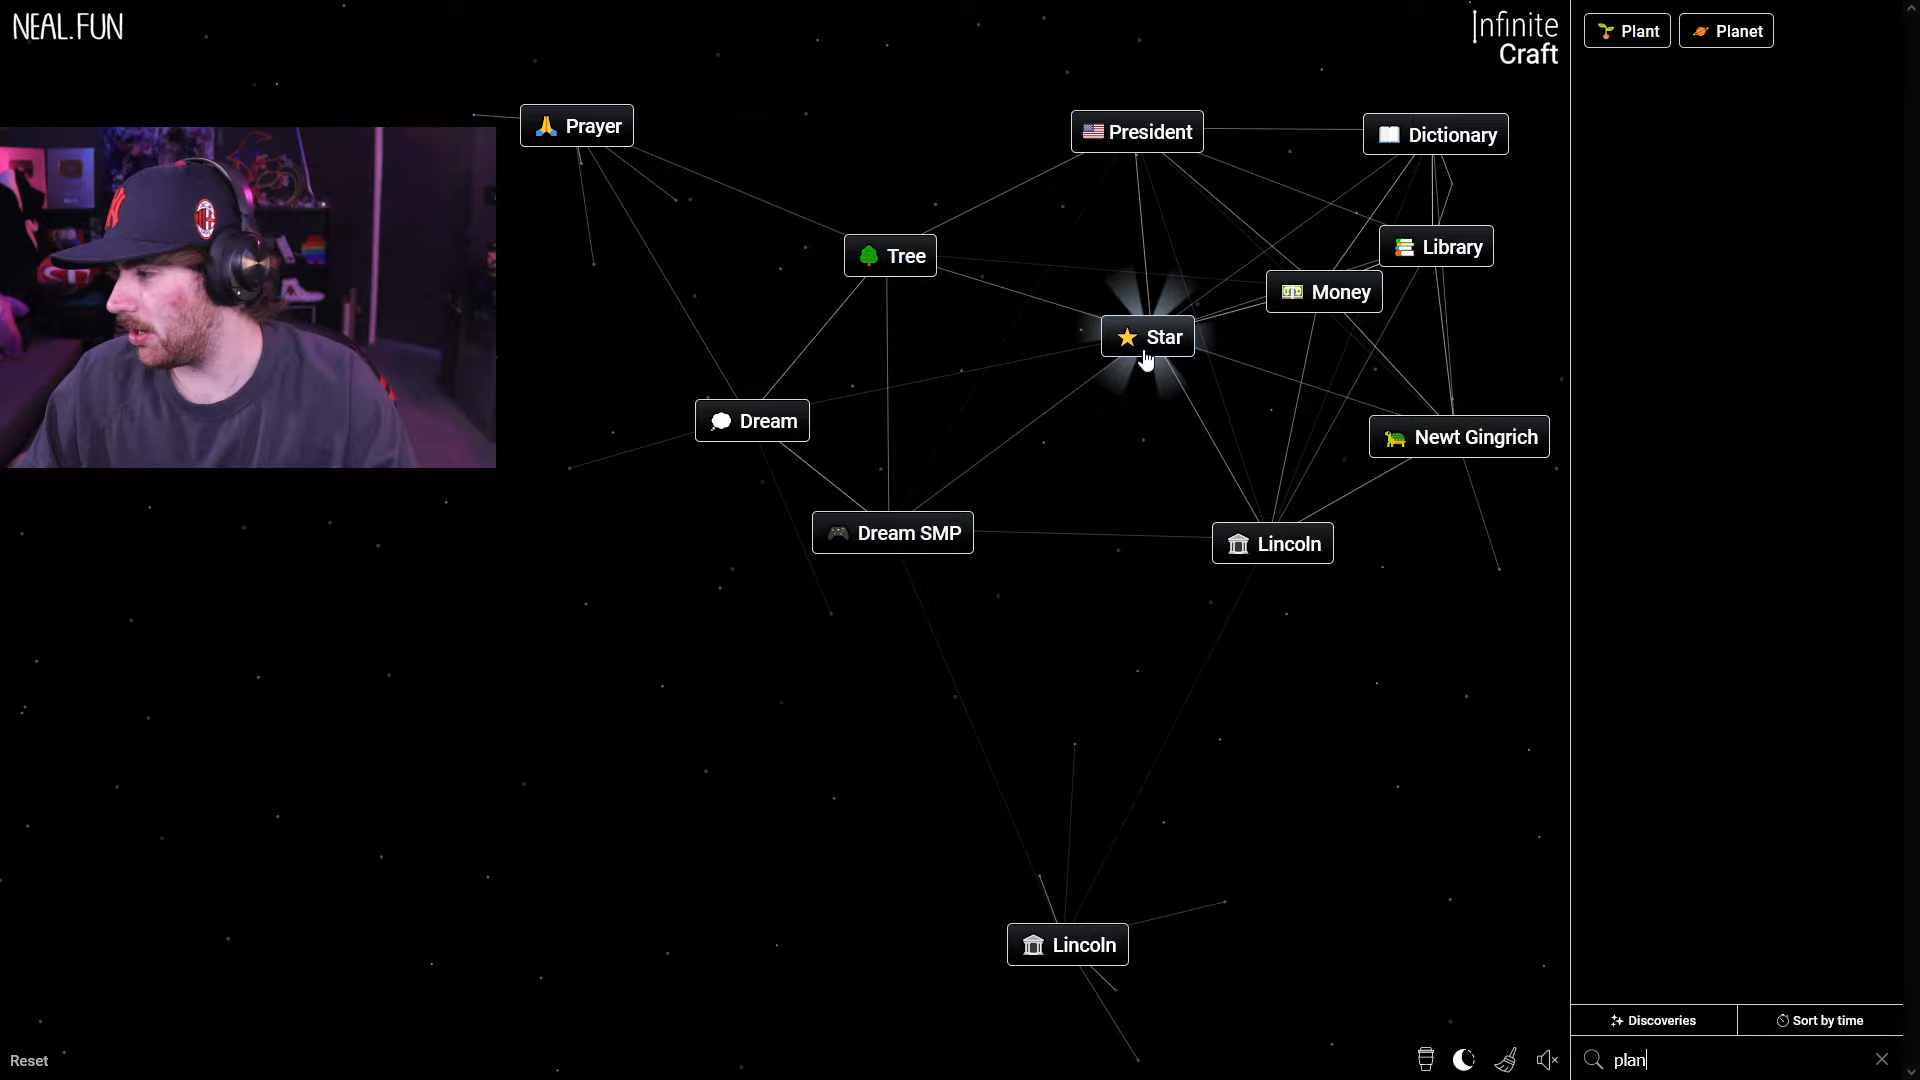 NEAL.FUN
Infinite
Craft
Plant
Planet
Prayer
President
Dictionary
Tree
Library
Money
Star
Dream
Newt Gingrich
Dream SMP
Lincoln
Lincoln
Discoveries
Sort by time
Reset
plan